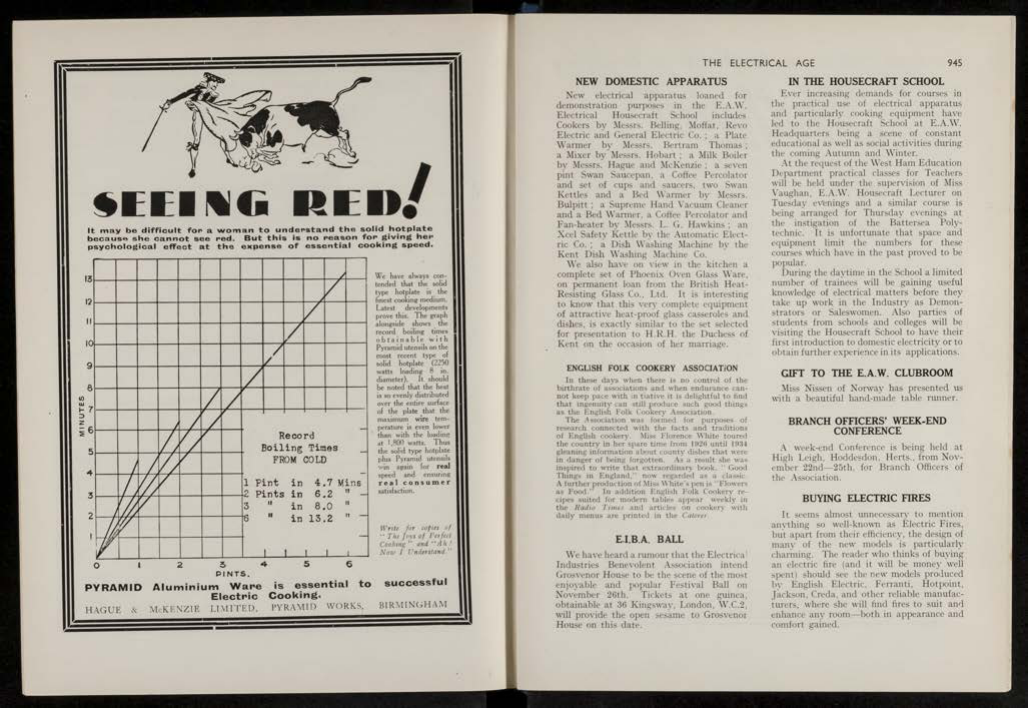 SEEING RED!
It may be difficult for a woman to understand the solid hotplate
because she cannot see red. But this is no reason for giving her
psychological effect at the expense of essential cooking speed.
13
12
11
10
9
8
7
6
5
4
3
2
1
0
MINUTES
Record
Boiling Times
FROM COLD
1 Pint in 4.7 Mins
2 Pints in 6.2 "
3 " in 8.0 "
6 " in 13.2 "
0 1 2 3 4 5 6
PINTS.
We have always con-
tended that the solid
type hotplate is the
finest cooking medium.
Latest developments
prove this. The graph
alongside shows the
record boiling times
obtainable with
Pyramid utensils on the
most recent type of
solid hotplate (2250
watts loading 8 in.
diameter). It should
be noted that the heat
is so evenly distributed
over the entire surface
of the plate that the
maximum wire tem-
perature is even lower
than with the loading
at 1,800 watts. Thus
the solid type hotplate
plus Pyramid utensils
win again for real
speed and ensuring
real consumer
satisfaction.
Write for copies of
"The Joys of Perfect
Cooking" and "Ah!
Now I Understand."
PYRAMID Aluminium Ware is essential to successful
Electric Cooking.
HAGUE & McKENZIE LIMITED, PYRAMID WORKS, BIRMINGHAM
THE ELECTRICAL AGE 945
NEW DOMESTIC APPARATUS
New electrical apparatus loaned for
demonstration purposes in the E.A.W.
Electrical Housecraft School includes
Cookers by Messrs. Belling, Moffat, Revo
Electric and General Electric Co.; a Plate
Warmer by Messrs. Bertram Thomas;
a Mixer by Messrs. Hobart; a Milk Boiler
by Messrs. Hague and McKenzie; a seven
pint Swan Saucepan, a Coffee Percolator
and set of cups and saucers, two Swan
Kettles and a Bed Warmer by Messrs.
Bulpitt; a Supreme Hand Vacuum Cleaner
and a Bed Warmer, a Coffee Percolator and
Fan-heater by Messrs. L. G. Hawkins; an
Xcel Safety Kettle by the Automatic Elect-
ric Co.; a Dish Washing Machine by the
Kent Dish Washing Machine Co.
We also have on view in the kitchen a
complete set of Phoenix Oven Glass Ware,
on permanent loan from the British Heat-
Resisting Glass Co., Ltd. It is interesting
to know that this very complete equipment
of attractive heat-proof glass casseroles and
dishes, is exactly similar to the set selected
for presentation to H.R.H. the Duchess of
Kent on the occasion of her marriage.
ENGLISH FOLK COOKERY ASSOCIATION
In these days when there is no control of the
birthrate of associations and when endurance can-
not keep pace with initiative it is delightful to find
that ingenuity can still produce such good things
as the English Folk Cookery Association.
The Association was formed for purposes of
research connected with the facts and traditions
of English cookery. Miss Florence White toured
the country in her spare time from 1926 until 1934
gleaning information about county dishes that were
in danger of being forgotten. As a result she was
inspired to write that extraordinary book, "Good
Things in England," now regarded as a classic.
A further production of Miss White's pen is "Flowers
as Food." In addition English Folk Cookery re-
cipes suited for modern tables appear weekly in
the Radio Times and articles on cookery with
daily menus are printed in the Caterer.
E.I.B.A. BALL
We have heard a rumour that the Electrical
Industries Benevolent Association intend
Grosvenor House to be the scene of the most
enjoyable and popular Festival Ball on
November 26th. Tickets at one guinea,
obtainable at 36 Kingsway, London, W.C.2,
will provide the open sesame to Grosvenor
House on this date.
IN THE HOUSECRAFT SCHOOL
Ever increasing demands for courses in
the practical use of electrical apparatus
and particularly cooking equipment have
led to the Housecraft School at E.A.W.
Headquarters being a scene of constant
educational as well as social activities during
the coming Autumn and Winter.
At the request of the West Ham Education
Department practical classes for Teachers
will be held under the supervision of Miss
Vaughan, E.A.W. Housecraft Lecturer on
Tuesday evenings and a similar course is
being arranged for Thursday evenings at
the instigation of the Battersea Poly-
technic. It is unfortunate that space and
equipment limit the numbers for these
courses which have in the past proved to be
popular.
During the daytime in the School a limited
number of trainees will be gaining useful
knowledge of electrical matters before they
take up work in the Industry as Demon-
strators or Saleswomen. Also parties of
students from schools and colleges will be
visiting the Housecraft School to have their
first introduction to domestic electricity or to
obtain further experience in its applications.
GIFT TO THE E.A.W. CLUBROOM
Miss Nissen of Norway has presented us
with a beautiful hand-made table runner.
BRANCH OFFICERS' WEEK-END
CONFERENCE
A week-end Conference is being held at
High Leigh, Hoddesdon, Herts., from Nov-
ember 22nd—25th, for Branch Officers of
the Association.
BUYING ELECTRIC FIRES
It seems almost unnecessary to mention
anything so well-known as Electric Fires,
but apart from their efficiency, the design of
many of the new models is particularly
charming. The reader who thinks of buying
an electric fire (and it will be money well
spent) should see the new models produced
by English Electric, Ferranti, Hotpoint,
Jackson, Creda, and other reliable manufac-
turers, where she will find fires to suit and
enhance any room—both in appearance and
comfort gained.